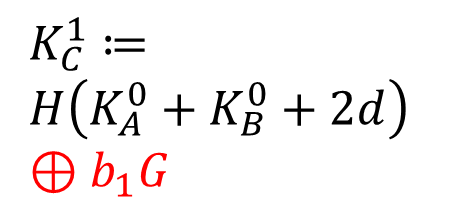 K_C^1 :=
H(K_A^0 + K_B^0 + 2d)
⊕ b_1G